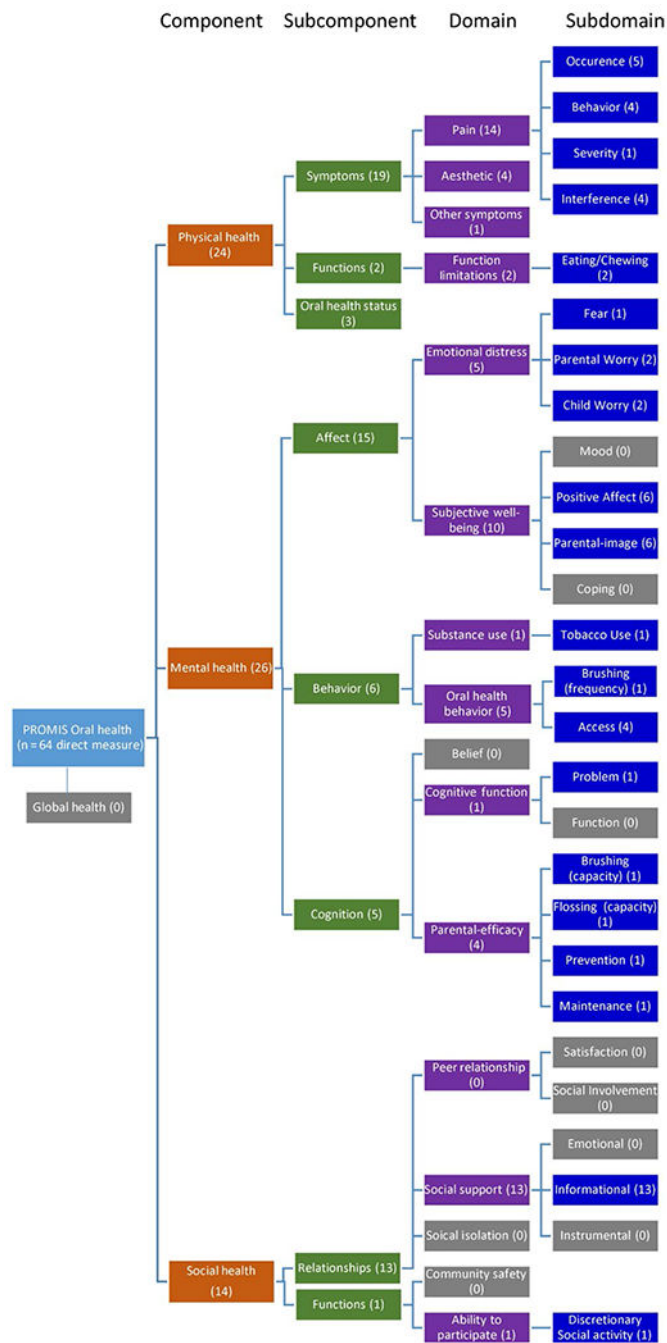 Component
Subcomponent
Domain
Subdomain
Occurence (5)
Behavior (4)
Pain (14)
Severity (1)
Symptoms (19)
Aesthetic (4)
Interference (4)
Other symptoms
(1)
Physical health
(24)
Functions (2)
Function
limitations (2)
Eating/Chewing
(2)
Oral health status
(3)
Fear (1)
Emotional distress
(5)
Parental Worry (2)
Child Worry (2)
Affect (15)
Mood (0)
Positive Affect (6)
Subjective well-
being (10)
Parental-image (6)
Coping (0)
Substance use (1)
Tobacco Use (1)
Mental health (26)
Behavior (6)
Brushing
(frequency) (1)
Oral health
behavior (5)
Access (4)
PROMIS Oral health
(n = 64 direct measure)
Global health (0)
Belief (0)
Cognitive function
(1)
Problem (1)
Function (0)
Brushing
(capacity) (1)
Cognition (5)
Flossing (capacity)
(1)
Parental-efficacy
(4)
Prevention (1)
Maintenance (1)
Peer relationship
(0)
Satisfaction (0)
Social Involvement
(0)
Emotional (0)
Social support (13)
Informational (13)
Soical isolation (0)
Instrumental (0)
Social health
(14)
Relationships (13)
Community safety
(0)
Functions (1)
Ability to
participate (1)
Discretionary
Social activity (1)